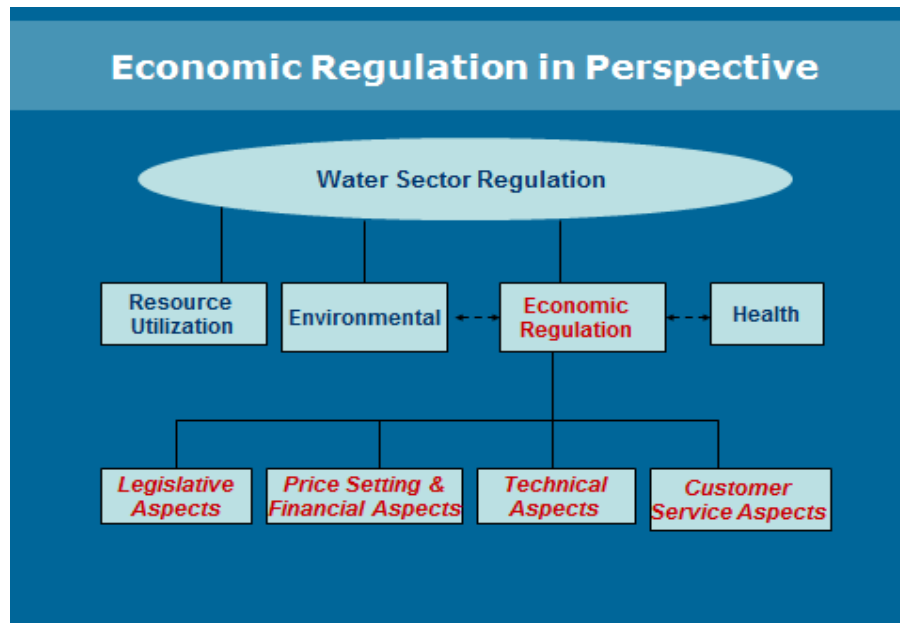 Economic Regulation in Perspective
Water Sector Regulation
Resource
Utilization
Environmental
Economic
Regulation
Health
Legislative
Aspects
Price Setting &
Financial Aspects
Technical
Aspects
Customer
Service Aspects